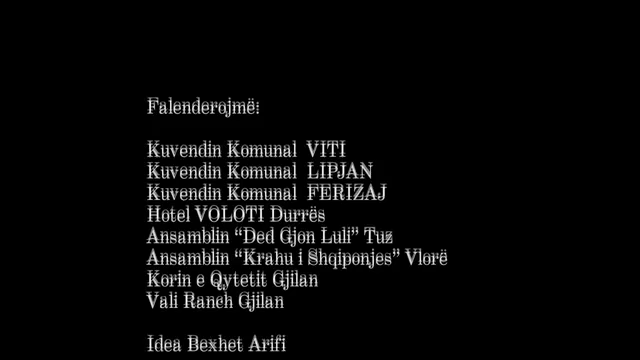 Falenderojmë:
Kuvendin Komunal VITI
Kuvendin Komunal LIPJAN
Kuvendin Komunal FERIZAJ
Hotel VOLOTI Durrës
Ansamblin “Ded Gjon Luli” Tuz
Ansamblin “Krahu i Shqiponjes” Vlorë
Korin e Qytetit Gjilan
Vali Ranch Gjilan
Idea Bexhet Arifi